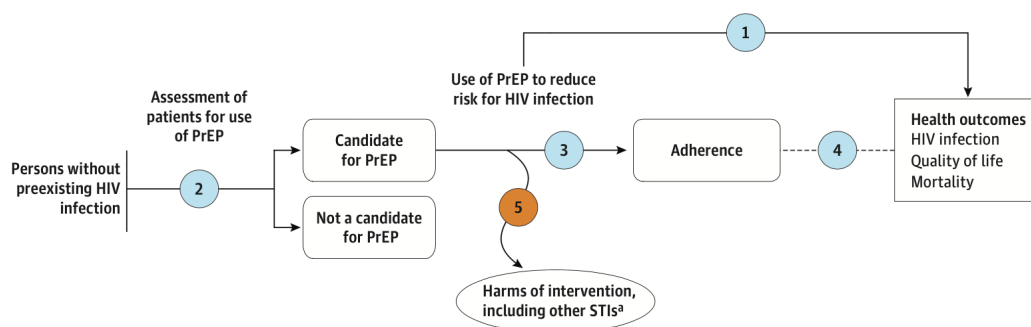 1
Use of PrEP to reduce
risk for HIV infection
Assessment of
patients for use
of PrEP
Persons without
preexisting HIV
infection
2
Candidate
for PrEP
Not a candidate
for PrEP
3
5
Adherence
4
Health outcomes
HIV infection
Quality of life
Mortality
Harms of intervention,
including other STIsᵃ